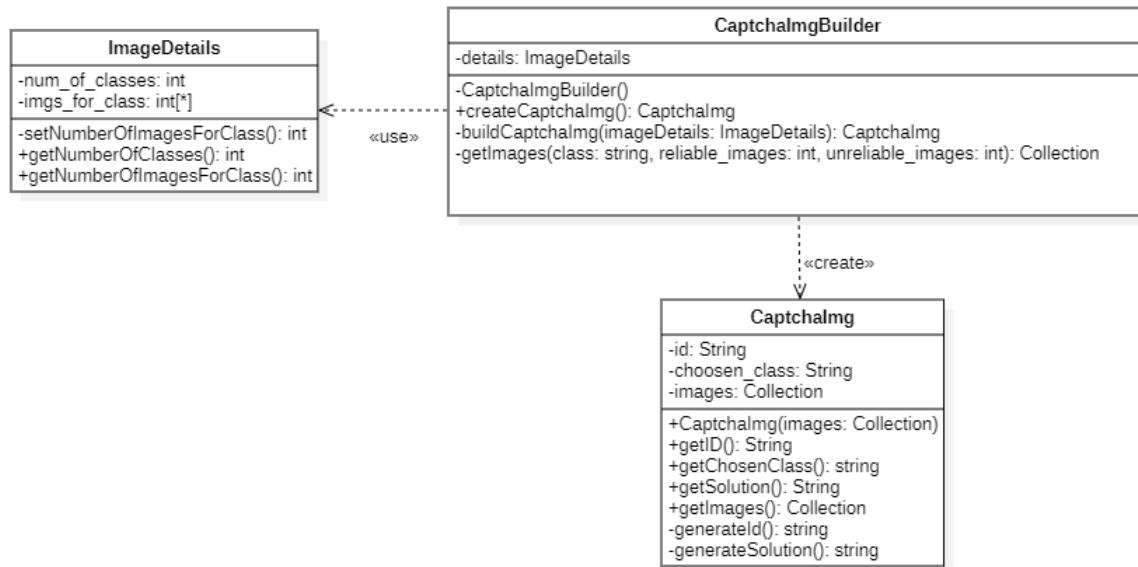 ImageDetails
-num_of_classes: int
-imgs_for_class: int[*]
-setNumberOfImagesForClass(): int
+getNumberOfClasses(): int
+getNumberOfImagesForClass(): int
«use»
CaptchaImgBuilder
-details: ImageDetails
-CaptchaImgBuilder()
+createCaptchaImg(): CaptchaImg
-buildCaptchaImg(imageDetails: ImageDetails): CaptchaImg
-getImages(class: string, reliable_images: int, unreliable_images: int): Collection
«create»
CaptchaImg
-id: String
-choosen_class: String
-images: Collection
+CaptchaImg(images: Collection)
+getID(): String
+getChosenClass(): string
+getSolution(): String
+getImages(): Collection
-generateId(): string
-generateSolution(): string